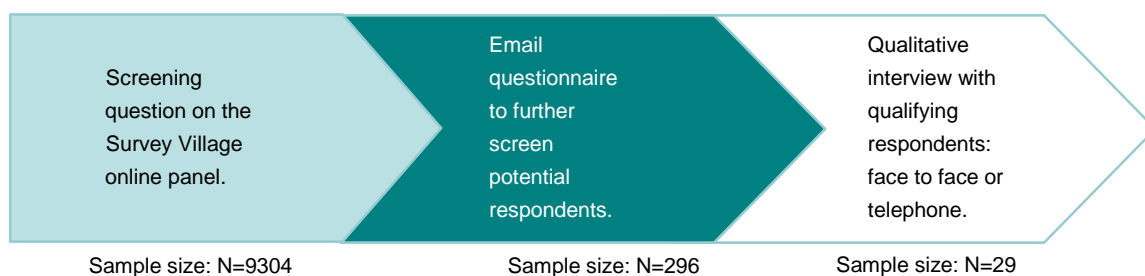 Screening
question on the
Survey Village
online panel.
Email
questionnaire
to further
screen
potential
respondents.
Qualitative
interview with
qualifying
respondents:
face to face or
telephone.
Sample size: N=9304
Sample size: N=296
Sample size: N=29